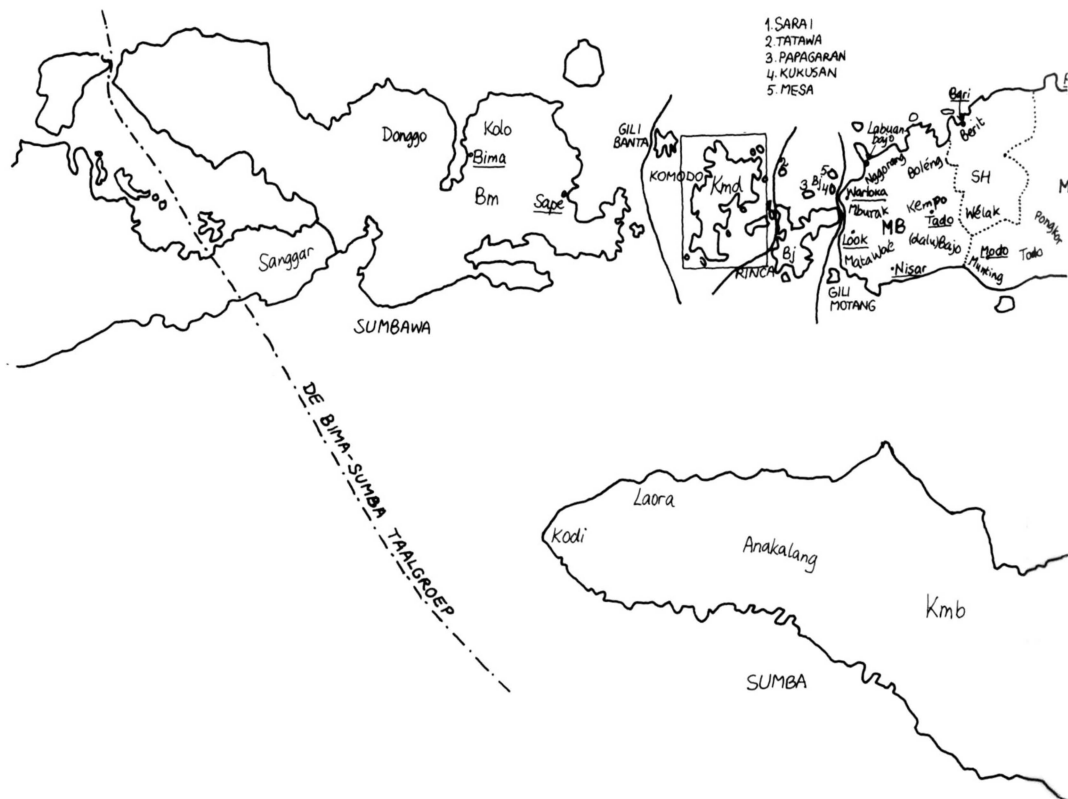 1. SARAI
2. TATAWA
3. PAPAGARAN
4. KUKUSAN
5. MESA
Donggo
Kolo
Bima
Bm
Sape
Sanggar
SUMBAWA
GILI
BANTA
KOMODO
Kmd
RINCA
2
3
Bj
5
4
Bj
GILI
MOTANG
Labuan
bajo
Nggorang
Boléng
Bari
Berit
Warloka
Mburak
Kempo
MB
Tado
Look
(dalu) Bajo
Matawae
Nisar
SH
Wélak
Modo
Munting
Todo
Pongkor
M
DE BIMA-SUMBA TAALGROEP
Laora
Kodi
Anakalang
Kmb
SUMBA